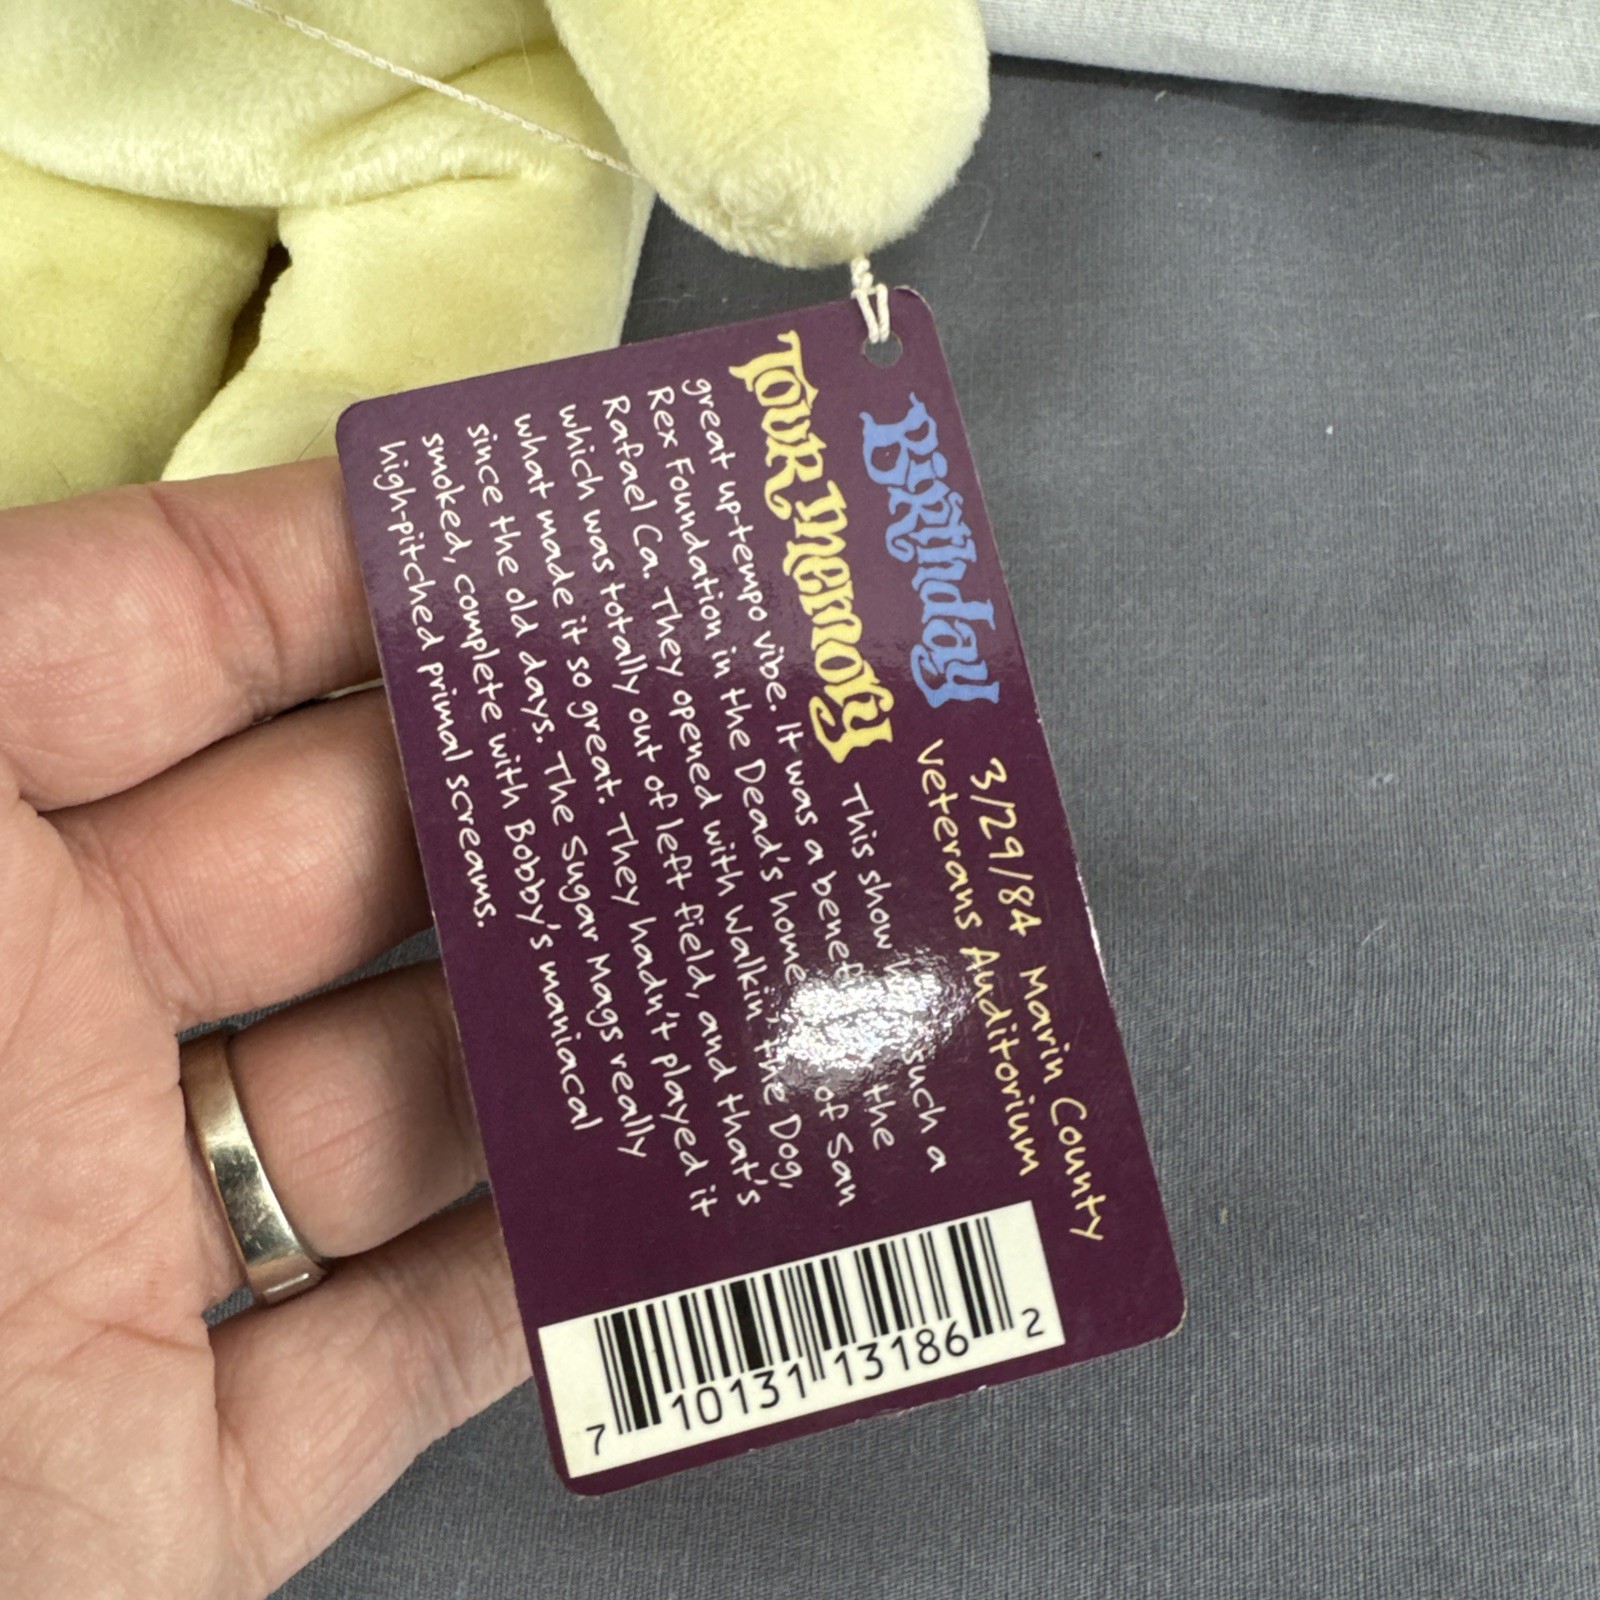 Birthday 3/29/84 Marin County
Veterans Auditorium
Tour Memory This show such a
great up-tempo vibe. It was a the
Rex Foundation in the Dead's home of San
Rafael Ca. They opened with Walkin' the Dog,
which was totally out of left field, and that's
what made it so great. They hadn't played it
since the old days. The Sugar Mags really
smoked, complete with Bobby's maniacal
high-pitched primal screams.
7 10131 13186 2